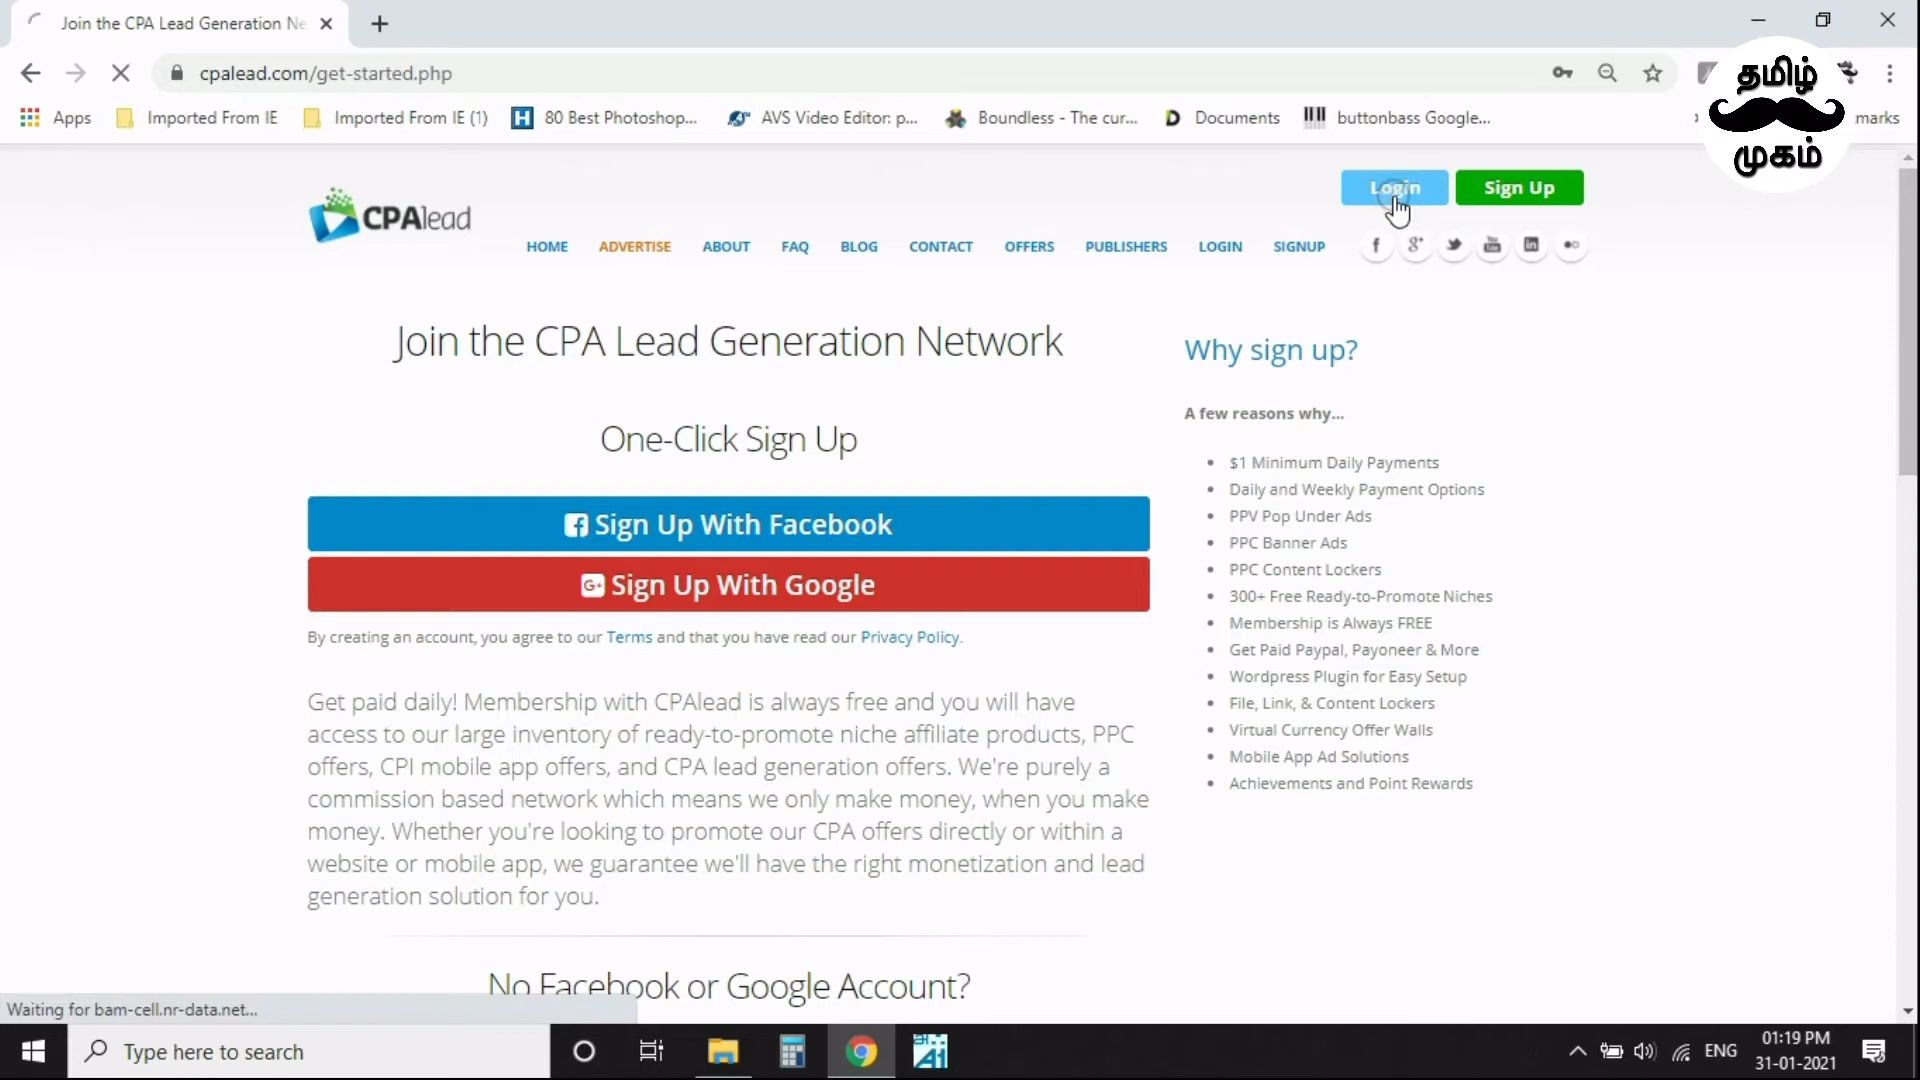 Join the CPA Lead Generation Ne
cpalead.com/get-started.php
Apps
Imported From IE
Imported From IE (1)
H
80 Best Photoshop...
AVS Video Editor: p...
Boundless - The cur...
Documents
buttonbass Google...
marks
தமிழ்
முகம்
Login
Sign Up
CPAlead
HOME
ADVERTISE
ABOUT
FAQ
BLOG
CONTACT
OFFERS
PUBLISHERS
LOGIN
SIGNUP
Join the CPA Lead Generation Network
One-Click Sign Up
Sign Up With Facebook
Sign Up With Google
By creating an account, you agree to our Terms and that you have read our Privacy Policy.
Get paid daily! Membership with CPAlead is always free and you will have
access to our large inventory of ready-to-promote niche affiliate products, PPC
offers, CPI mobile app offers, and CPA lead generation offers. We're purely a
commission based network which means we only make money, when you make
money. Whether you're looking to promote our CPA offers directly or within a
website or mobile app, we guarantee we'll have the right monetization and lead
generation solution for you.
No Facebook or Google Account?
Why sign up?
A few reasons why...
$1 Minimum Daily Payments
Daily and Weekly Payment Options
PPV Pop Under Ads
PPC Banner Ads
PPC Content Lockers
300+ Free Ready-to-Promote Niches
Membership is Always FREE
Get Paid Paypal, Payoneer & More
Wordpress Plugin for Easy Setup
File, Link, & Content Lockers
Virtual Currency Offer Walls
Mobile App Ad Solutions
Achievements and Point Rewards
Waiting for bam-cell.nr-data.net...
Type here to search
ENG
01:19 PM
31-01-2021